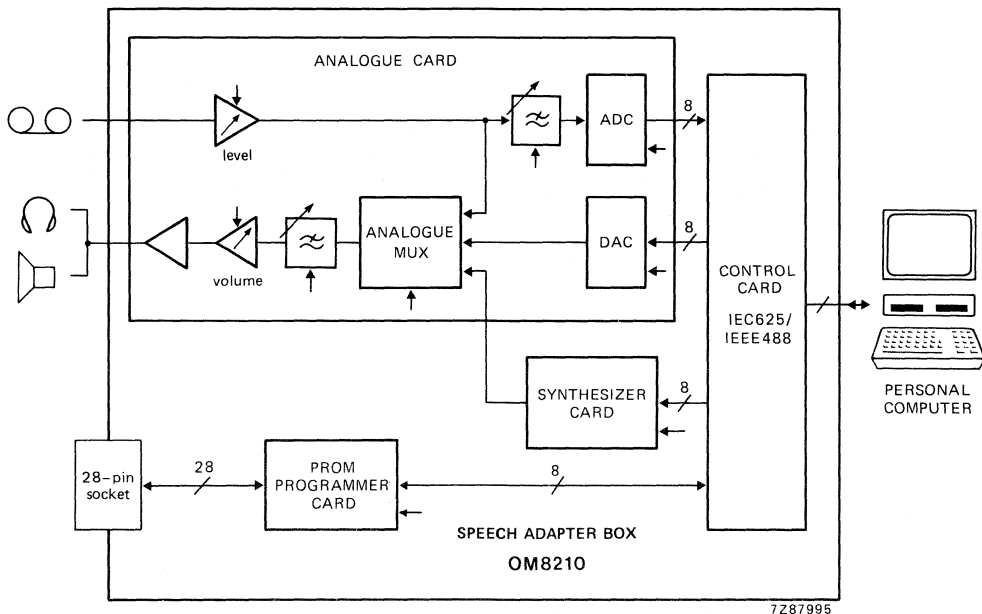 ANALOGUE CARD
level
ADC
8
volume
ANALOGUE
MUX
DAC
8
CONTROL
CARD
IEC625/
IEEE488
PERSONAL
COMPUTER
SYNTHESIZER
CARD
8
28-pin
socket
28
PROM
PROGRAMMER
CARD
8
SPEECH ADAPTER BOX
OM8210
7Z87995